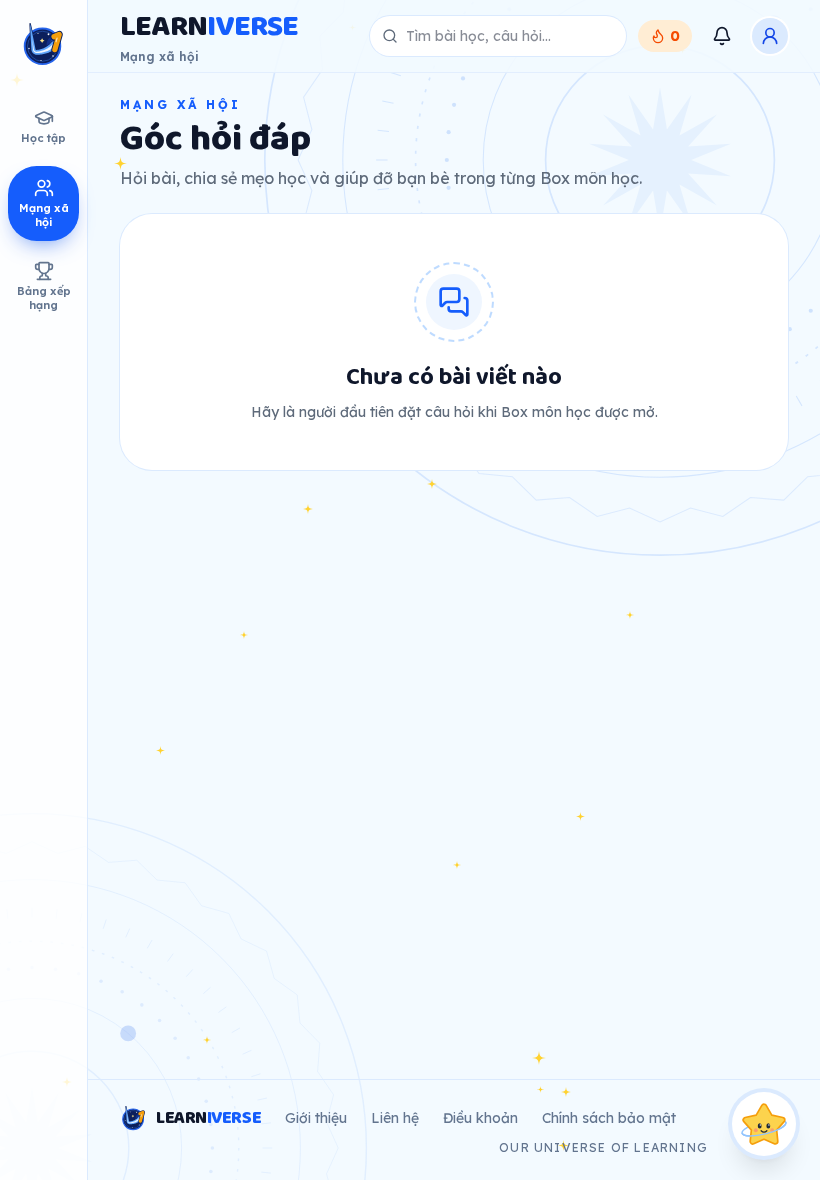 LEARNIVERSE
Mạng xã hội
Tìm bài học, câu hỏi...
0
Học tập
Mạng xã
hội
Bảng xếp
hạng
MẠNG XÃ HỘI
Góc hỏi đáp
Hỏi bài, chia sẻ mẹo học và giúp đỡ bạn bè trong từng Box môn học.
Chưa có bài viết nào
Hãy là người đầu tiên đặt câu hỏi khi Box môn học được mở.
LEARNIVERSE
Giới thiệu
Liên hệ
Điều khoản
Chính sách bảo mật
OUR UNIVERSE OF LEARNING